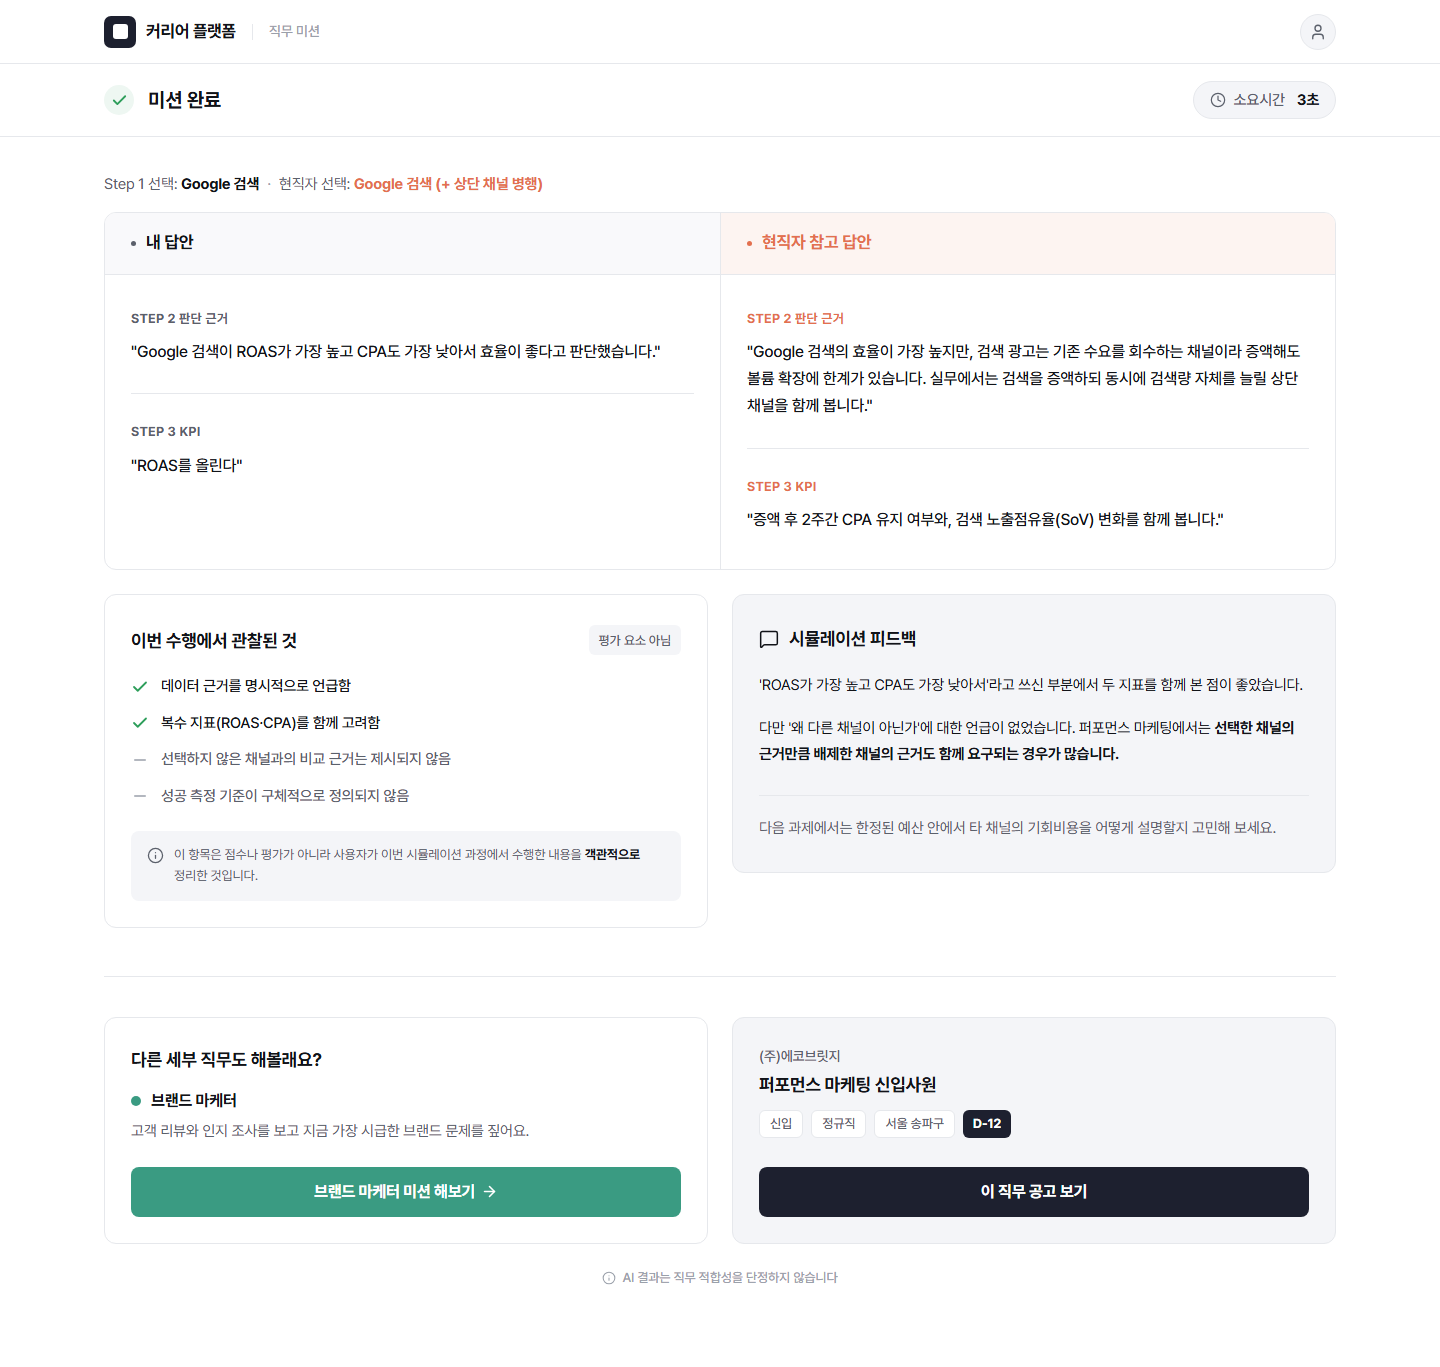 커리어 플랫폼 직무 미션
미션 완료
소요시간 3초
Step 1 선택: Google 검색 · 현직자 선택: Google 검색 (+ 상단 채널 병행)
• 내 답안
STEP 2 판단 근거
"Google 검색이 ROAS가 가장 높고 CPA도 가장 낮아서 효율이 좋다고 판단했습니다."
STEP 3 KPI
"ROAS를 올린다"
• 현직자 참고 답안
STEP 2 판단 근거
"Google 검색의 효율이 가장 높지만, 검색 광고는 기존 수요를 회수하는 채널이라 증액해도
볼륨 확장에 한계가 있습니다. 실무에서는 검색을 증액하되 동시에 검색량 자체를 늘릴 상단
채널을 함께 봅니다."
STEP 3 KPI
"증액 후 2주간 CPA 유지 여부와, 검색 노출점유율(SoV) 변화를 함께 봅니다."
이번 수행에서 관찰된 것
평가 요소 아님
데이터 근거를 명시적으로 언급함
복수 지표(ROAS·CPA)를 함께 고려함
선택하지 않은 채널과의 비교 근거는 제시되지 않음
성공 측정 기준이 구체적으로 정의되지 않음
이 항목은 점수나 평가가 아니라 사용자가 이번 시뮬레이션 과정에서 수행한 내용을 객관적으로
정리한 것입니다.
시뮬레이션 피드백
'ROAS가 가장 높고 CPA도 가장 낮아서'라고 쓰신 부분에서 두 지표를 함께 본 점이 좋았습니다.
다만 '왜 다른 채널이 아닌가'에 대한 언급이 없었습니다. 퍼포먼스 마케팅에서는 선택한 채널의
근거만큼 배제한 채널의 근거도 함께 요구되는 경우가 많습니다.
다음 과제에서는 한정된 예산 안에서 타 채널의 기회비용을 어떻게 설명할지 고민해 보세요.
다른 세부 직무도 해볼래요?
브랜드 마케터
고객 리뷰와 인지 조사를 보고 지금 가장 시급한 브랜드 문제를 짚어요.
브랜드 마케터 미션 해보기 →
(주)에코브릿지
퍼포먼스 마케팅 신입사원
신입 정규직 서울 송파구 D-12
이 직무 공고 보기
AI 결과는 직무 적합성을 단정하지 않습니다